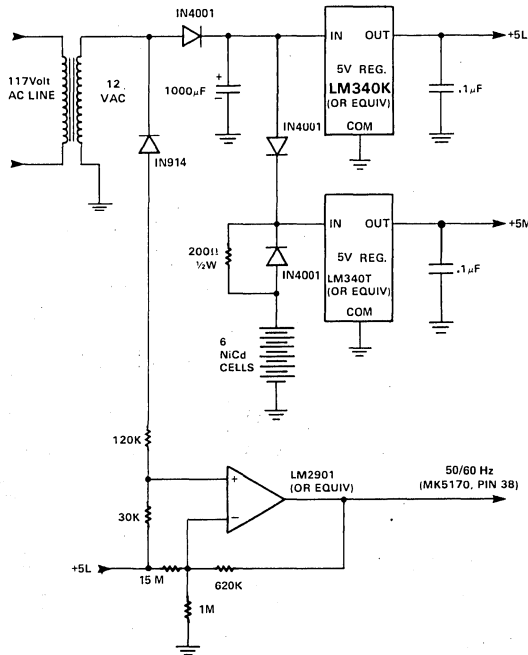 IN4001
117Volt
AC LINE
12
VAC
1000µF
+
−
IN OUT
5V REG.
LM340K
(OR EQUIV)
COM
+5L
.1µF
IN914
IN4001
200Ω
½W
IN4001
IN OUT
5V REG.
LM340T
(OR EQUIV)
COM
+5M
.1µF
6
NiCd
CELLS
120K
30K
+
−
LM2901
(OR EQUIV)
50/60 Hz
(MK5170, PIN 38)
+5L
15 M
620K
1M